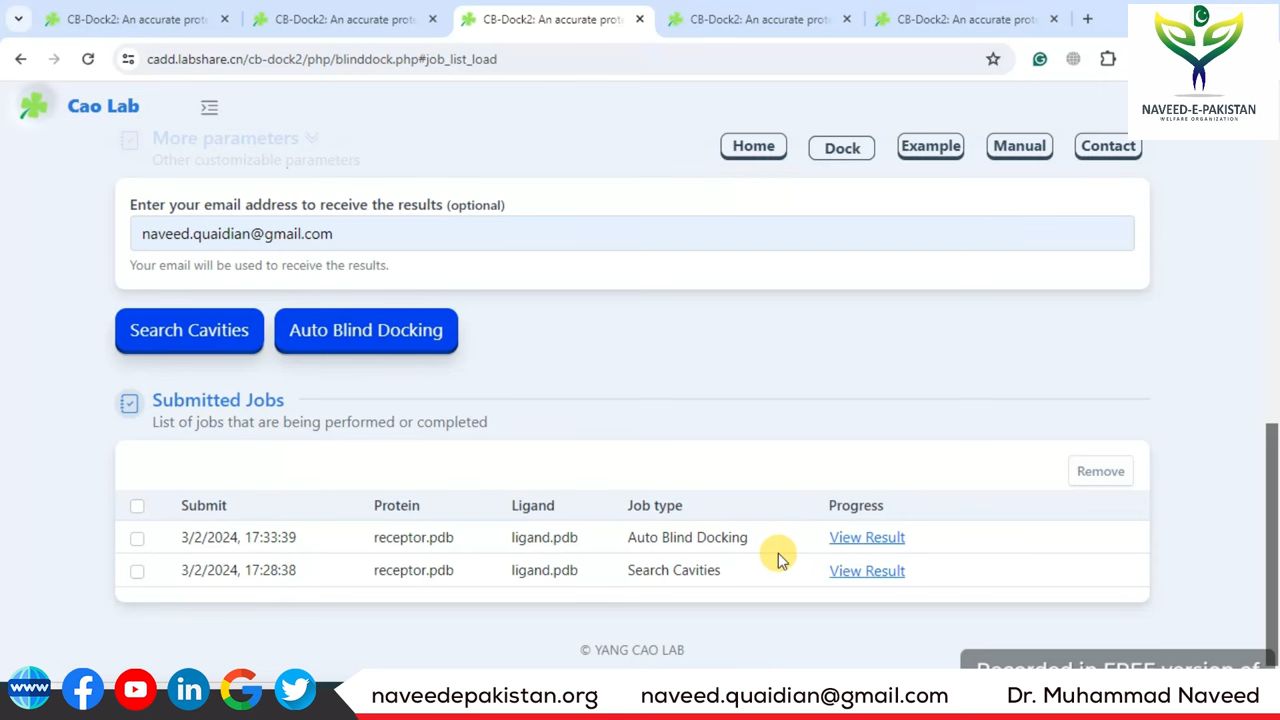 CB-Dock2: An accurate prot
CB-Dock2: An accurate prot
CB-Dock2: An accurate prot
CB-Dock2: An accurate prot
CB-Dock2: An accurate prot
cadd.labshare.cn/cb-dock2/php/blinddock.php#job_list_load
NAVEED-E-PAKISTAN
WELFARE ORGANIZATION
Cao Lab
Home
Dock
Example
Manual
Contact
More parameters
Other customizable parameters
Enter your email address to receive the results (optional)
naveed.quaidian@gmail.com
Your email will be used to receive the results.
Search Cavities
Auto Blind Docking
Submitted Jobs
List of jobs that are being performed or completed
Remove
Submit Protein Ligand Job type Progress
3/2/2024, 17:33:39 receptor.pdb ligand.pdb Auto Blind Docking View Result
3/2/2024, 17:28:38 receptor.pdb ligand.pdb Search Cavities View Result
© YANG CAO LAB
Recorded in FREE version of
www
naveedepakistan.org naveed.quaidian@gmail.com Dr. Muhammad Naveed